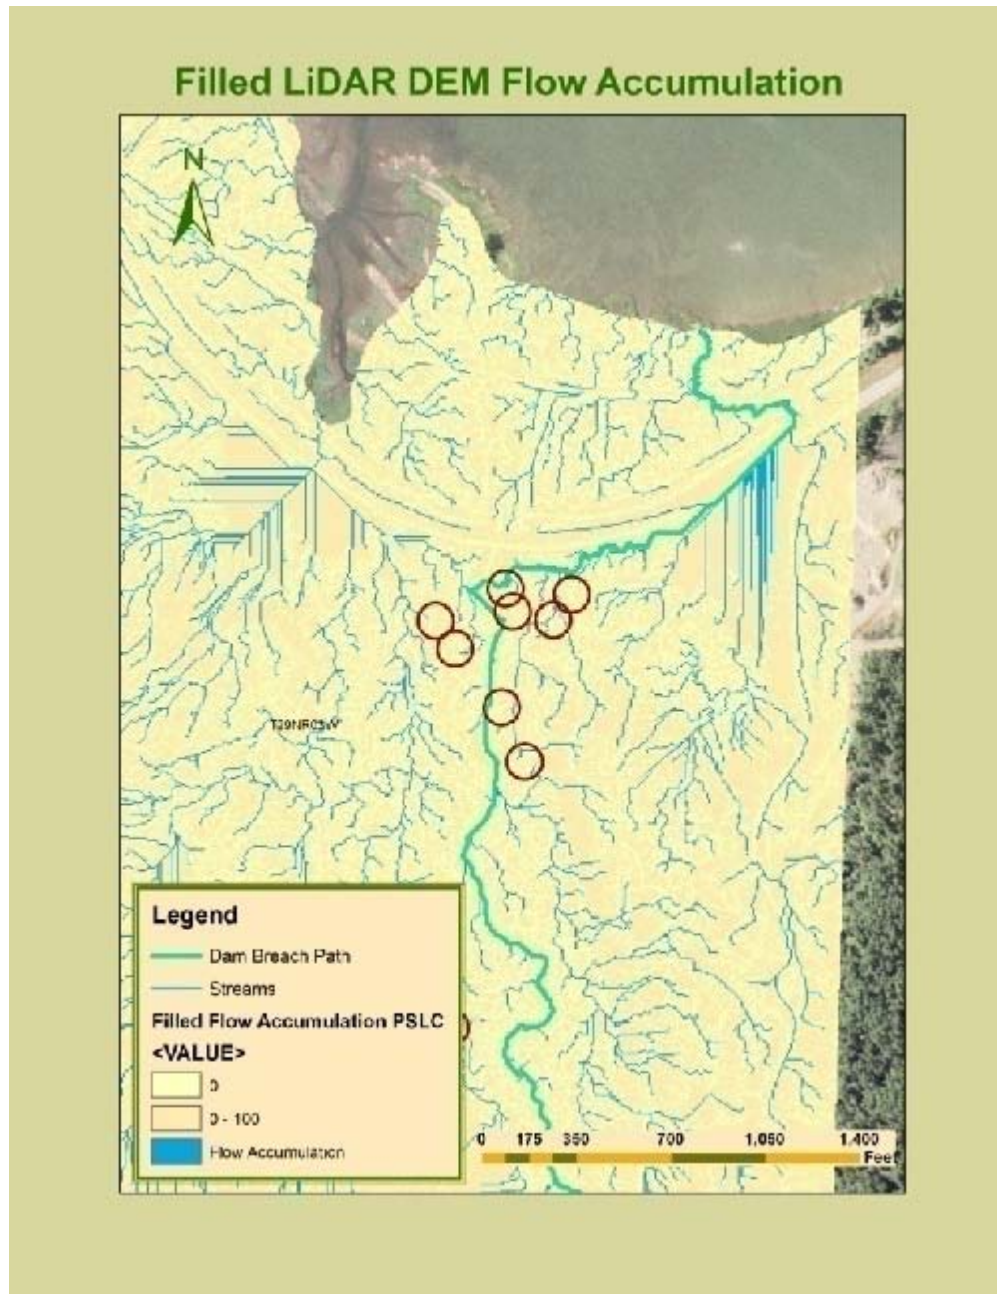 Filled LiDAR DEM Flow Accumulation
N
Legend
Dam Breach Path
Streams
Filled Flow Accumulation PSLC
<VALUE>
0
0 - 100
Flow Accumulation
0 175 350 700 1,050 1,400
Feet